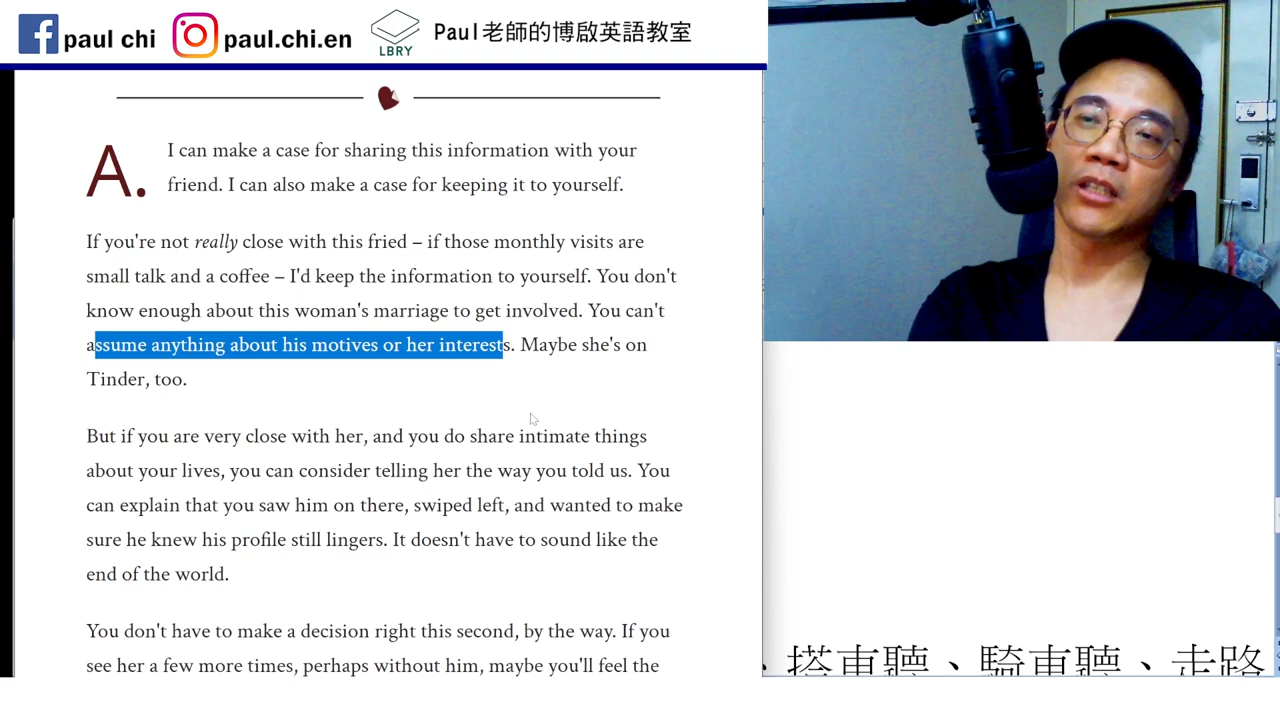 paul chi
paul.chi.en
LBRY
Paul老師的博啟英語教室
A.
I can make a case for sharing this information with your
friend. I can also make a case for keeping it to yourself.
If you're not really close with this fried – if those monthly visits are
small talk and a coffee – I'd keep the information to yourself. You don't
know enough about this woman's marriage to get involved. You can't
assume anything about his motives or her interests. Maybe she's on
Tinder, too.
But if you are very close with her, and you do share intimate things
about your lives, you can consider telling her the way you told us. You
can explain that you saw him on there, swiped left, and wanted to make
sure he knew his profile still lingers. It doesn't have to sound like the
end of the world.
You don't have to make a decision right this second, by the way. If you
see her a few more times, perhaps without him, maybe you'll feel the
、搭車聽、騎車聽、走路